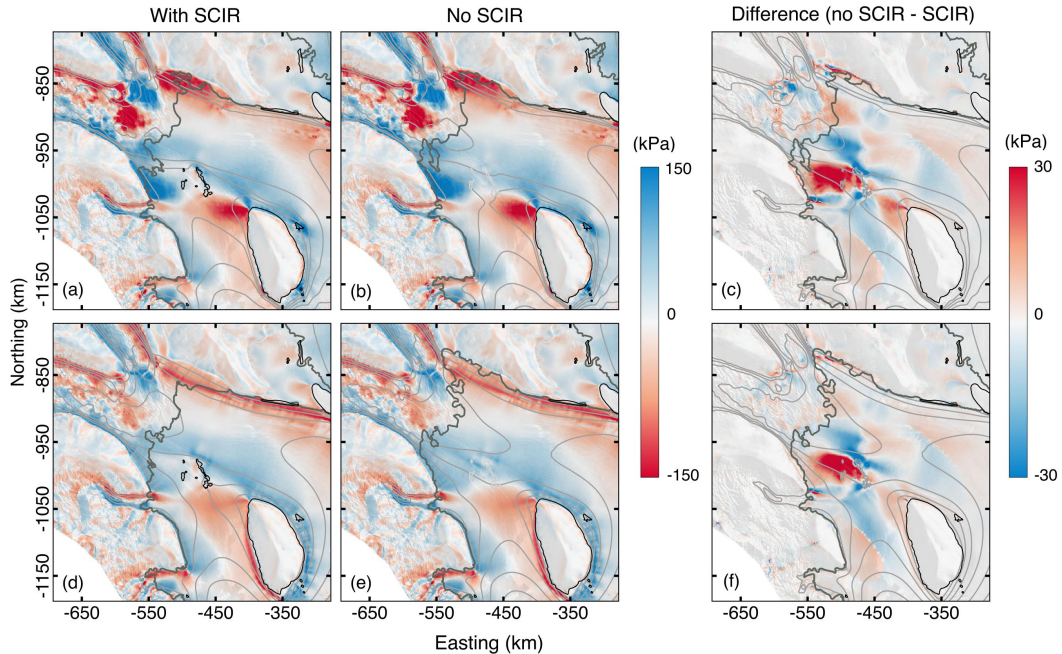 With SCIR
No SCIR
Difference (no SCIR - SCIR)
-850
-950
-1050
-1150
(a)
(b)
(c)
(kPa)
150
0
-150
(kPa)
30
0
-30
Northing (km)
-850
-950
-1050
-1150
(d)
(e)
(f)
-650
-550
-450
-350
-650
-550
-450
-350
-650
-550
-450
-350
Easting (km)